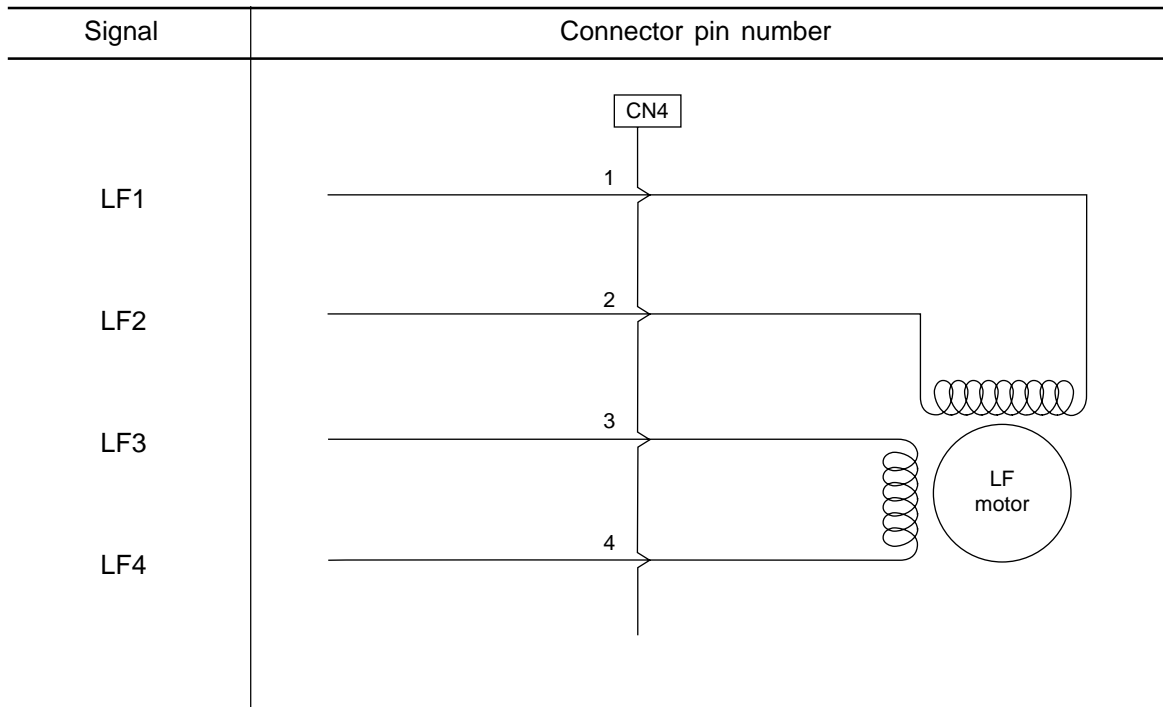 Signal Connector pin number
CN4
LF1 1
LF2 2
LF3 3
LF
motor
LF4 4